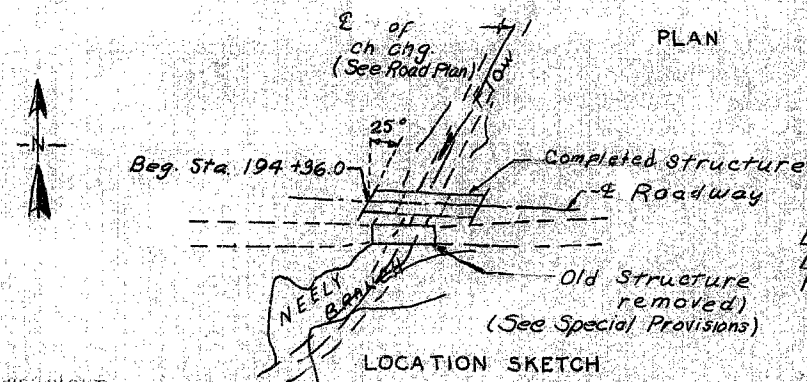 PLAN
℄ of
ch chg
(See Road Plan)
25°
N
Beg. Sta. 194+36.0
Completed Structure
℄ Roadway
Old Structure
removed)
(See Special Provisions)
NEELY
BRANCH
LOCATION SKETCH